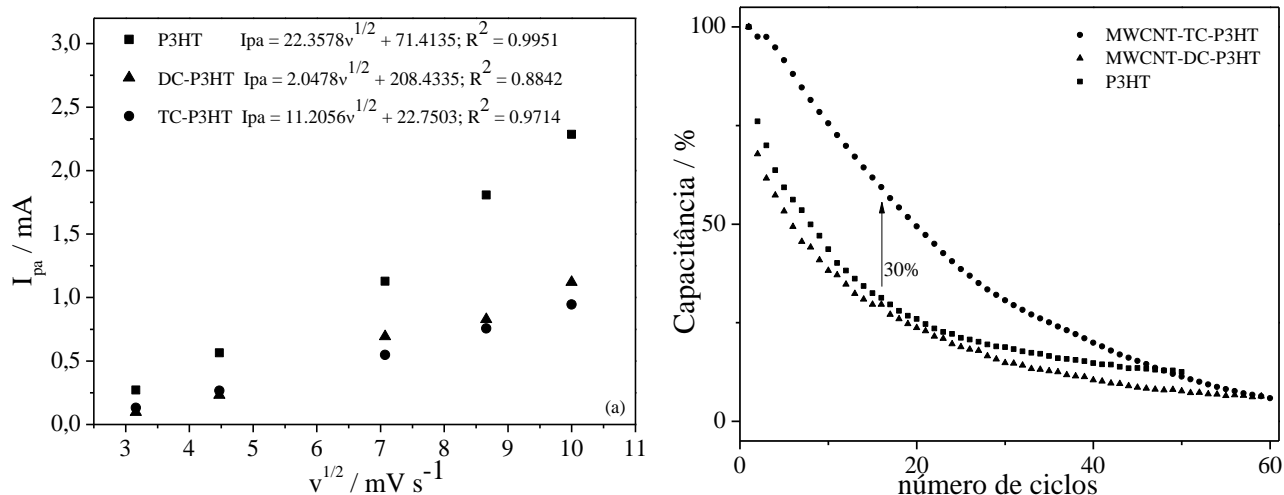 3,0
2,5
2,0
1,5
1,0
0,5
0,0
I_pa / mA
P3HT Ipa = 22.3578ν^1/2 + 71.4135; R^2 = 0.9951
DC-P3HT Ipa = 2.0478ν^1/2 + 208.4335; R^2 = 0.8842
TC-P3HT Ipa = 11.2056ν^1/2 + 22.7503; R^2 = 0.9714
(a)
3 4 5 6 7 8 9 10 11
v^1/2 / mV s^-1
100
50
0
Capacitância / %
MWCNT-TC-P3HT
MWCNT-DC-P3HT
P3HT
30%
0 20 40 60
número de ciclos